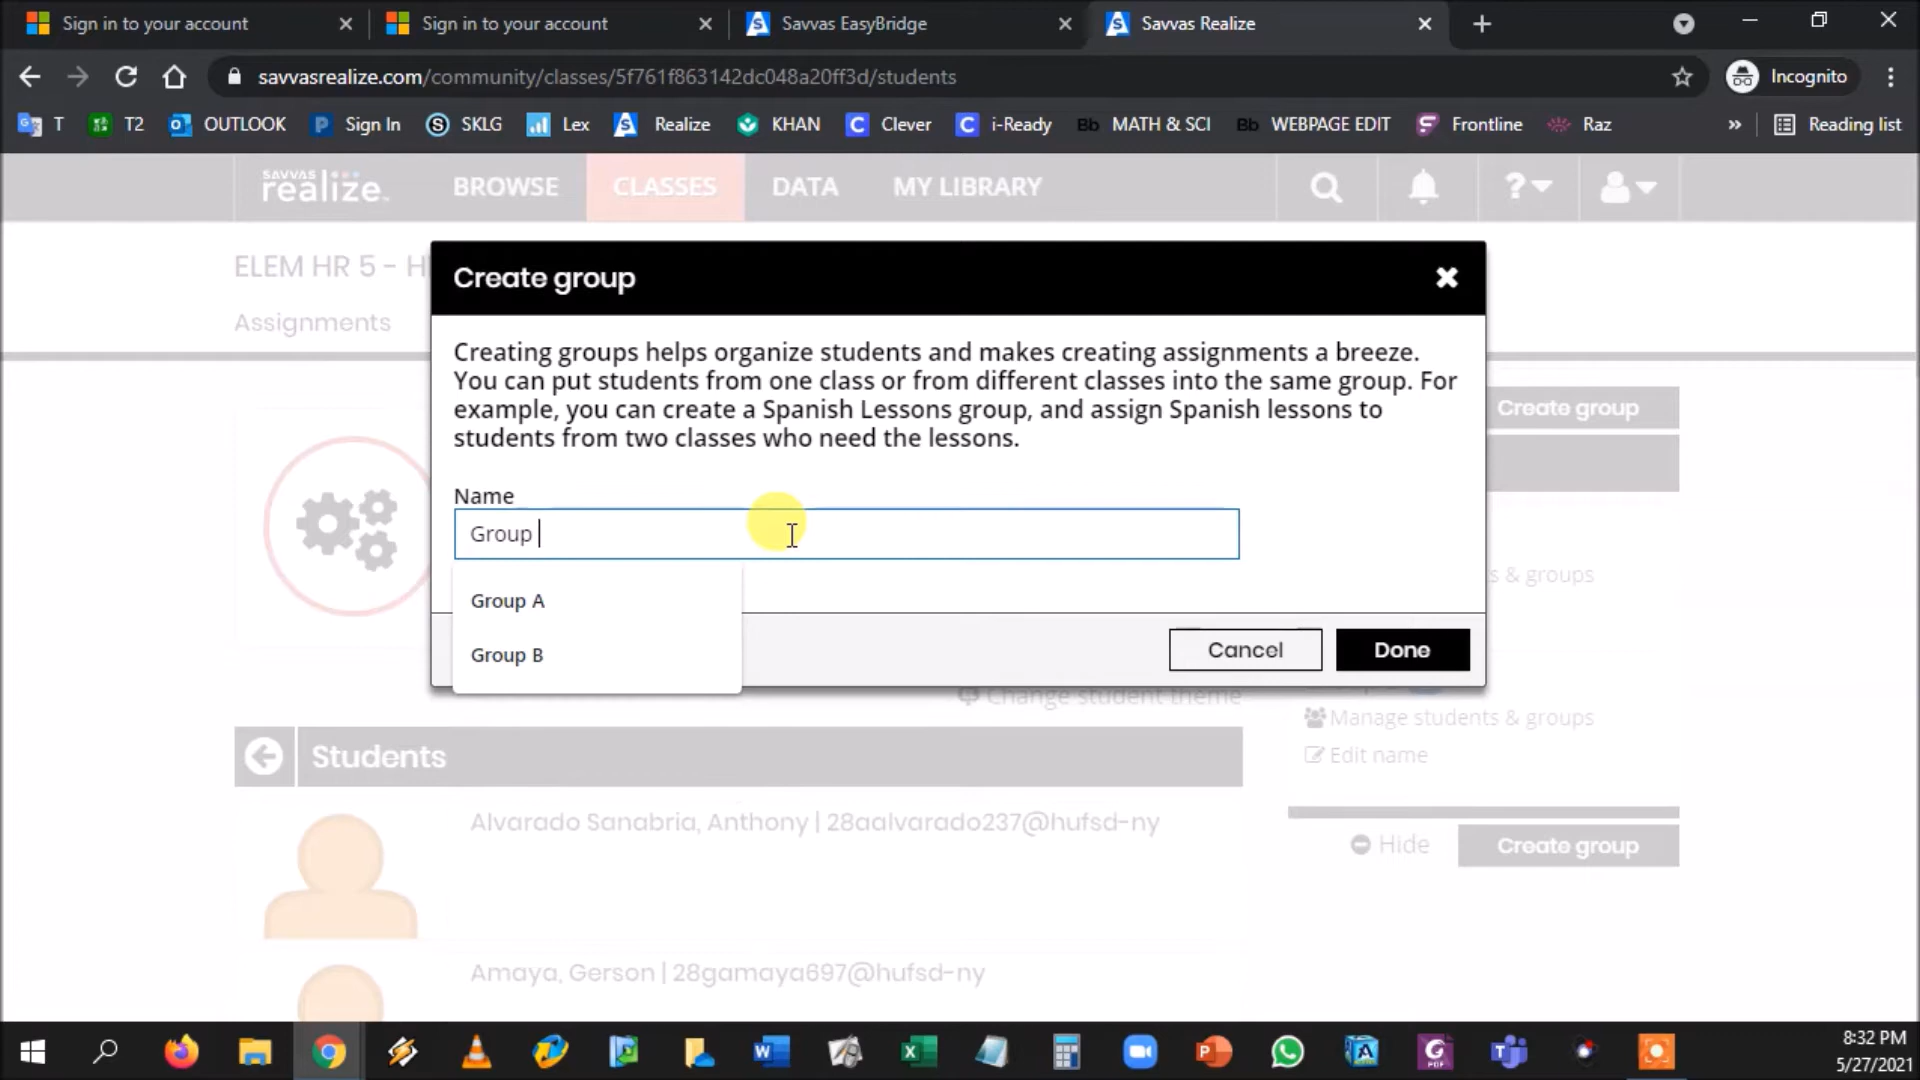 Sign in to your account
Sign in to your account
Savvas EasyBridge
Savvas Realize
savvasrealize.com/community/classes/5f761f863142dc048a20ff3d/students
Incognito
T
T2
OUTLOOK
Sign In
SKLG
Lex
Realize
KHAN
Clever
i-Ready
Bb MATH & SCI
Bb WEBPAGE EDIT
Frontline
Raz
»
Reading list
SAVVAS
realize
BROWSE
CLASSES
DATA
MY LIBRARY
ELEM HR 5 - H
Assignments
Create group
Creating groups helps organize students and makes creating assignments a breeze.
You can put students from one class or from different classes into the same group. For
example, you can create a Spanish Lessons group, and assign Spanish lessons to
students from two classes who need the lessons.
Name
Group
Group A
Group B
Cancel
Done
Create group
s & groups
Change student theme
Manage students & groups
Edit name
Hide
Create group
Students
Alvarado Sanabria, Anthony | 28aalvarado237@hufsd-ny
Amaya, Gerson | 28gamaya697@hufsd-ny
8:32 PM
5/27/2021